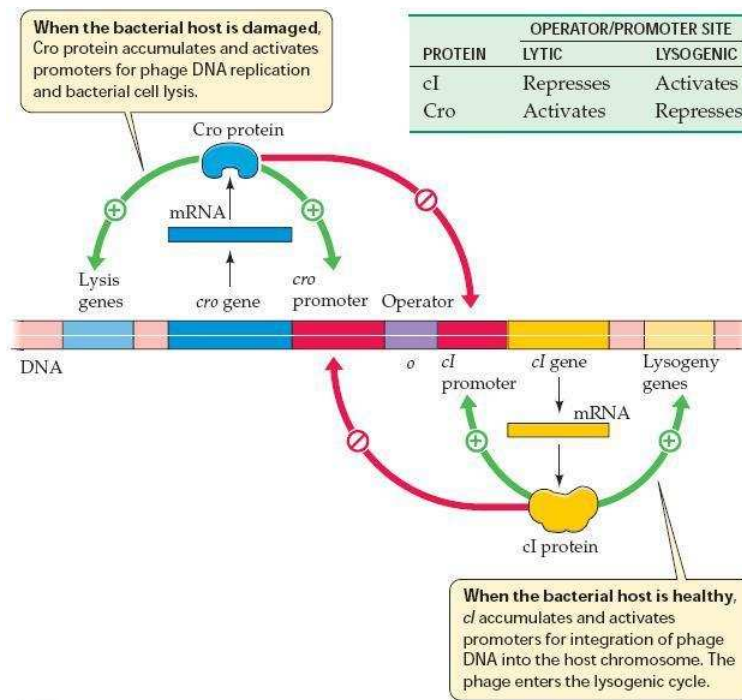 When the bacterial host is damaged,
Cro protein accumulates and activates
promoters for phage DNA replication
and bacterial cell lysis.
OPERATOR/PROMOTER SITE
PROTEIN LYTIC LYSOGENIC
cI Represses Activates
Cro Activates Represses
Cro protein
mRNA
Lysis
genes
cro gene
cro
promoter
Operator
DNA
o
cI
promoter
cI gene
Lysogeny
genes
mRNA
cI protein
When the bacterial host is healthy,
cI accumulates and activates
promoters for integration of phage
DNA into the host chromosome. The
phage enters the lysogenic cycle.